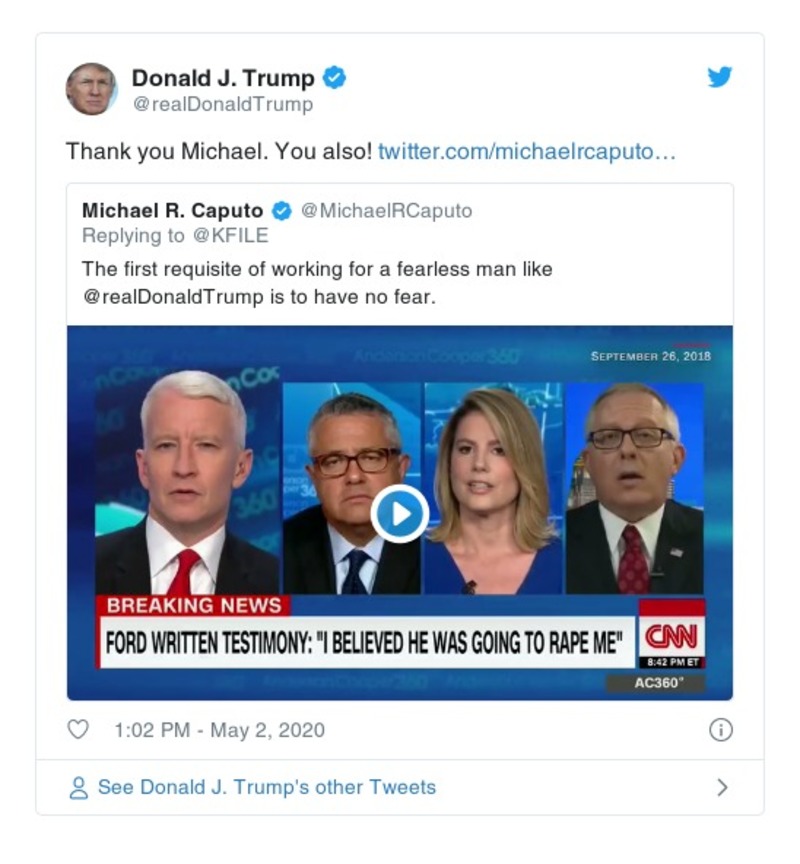 Donald J. Trump
@realDonaldTrump
Thank you Michael. You also! twitter.com/michaelrcaputo…
Michael R. Caputo @MichaelRCaputo
Replying to @KFILE
The first requisite of working for a fearless man like
@realDonaldTrump is to have no fear.
Anderson Cooper 360°
SEPTEMBER 26, 2018
BREAKING NEWS
FORD WRITTEN TESTIMONY: "I BELIEVED HE WAS GOING TO RAPE ME"
CNN
8:42 PM ET
AC360°
1:02 PM - May 2, 2020
See Donald J. Trump's other Tweets